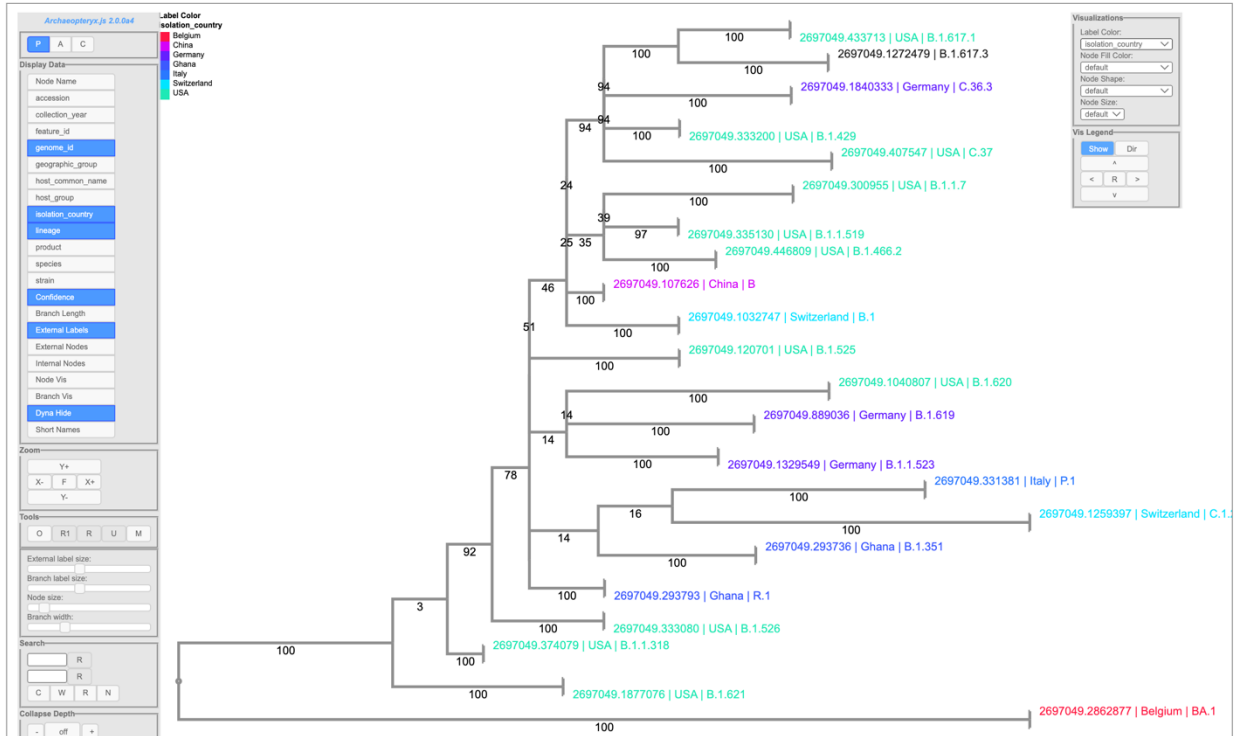 Archaeopteryx.js 2.0.0a4
P A C
Display Data
Node Name
accession
collection_year
feature_id
genome_id
geographic_group
host_common_name
host_group
isolation_country
lineage
product
species
strain
Confidence
Branch Length
External Labels
External Nodes
Internal Nodes
Node Vis
Branch Vis
Dyna Hide
Short Names
Zoom
Y+
X- F X+
Y-
Tools
O R1 R U M
External label size:
Branch label size:
Node size:
Branch width:
Search
R
R
C W R N
Collapse Depth
- off +
Label Color
isolation_country
Belgium
China
Germany
Ghana
Italy
Switzerland
USA
100 2697049.433713 | USA | B.1.617.1
100
100 2697049.1272479 | B.1.617.3
94 2697049.1840333 | Germany | C.36.3
100
94
94
100 2697049.333200 | USA | B.1.429
2697049.407547 | USA | C.37
100
24 2697049.300955 | USA | B.1.1.7
100
39
25 35 97 2697049.335130 | USA | B.1.1.519
2697049.446809 | USA | B.1.466.2
100
46 2697049.107626 | China | B
100
2697049.1032747 | Switzerland | B.1
51 100
2697049.120701 | USA | B.1.525
100
2697049.1040807 | USA | B.1.620
100
14 2697049.889036 | Germany | B.1.619
14 100
2697049.1329549 | Germany | B.1.1.523
100
78
2697049.331381 | Italy | P.1
100
16 2697049.1259397 | Switzerland | C.1.
100
14 2697049.293736 | Ghana | B.1.351
100
92
100 2697049.293793 | Ghana | R.1
3
100 2697049.333080 | USA | B.1.526
100 2697049.374079 | USA | B.1.1.318
100
100 2697049.1877076 | USA | B.1.621
2697049.2862877 | Belgium | BA.1
100
Visualizations
Label Color:
isolation_country
Node Fill Color:
default
Node Shape:
default
Node Size:
default
Vis Legend
Show Dir
^
< R >
v